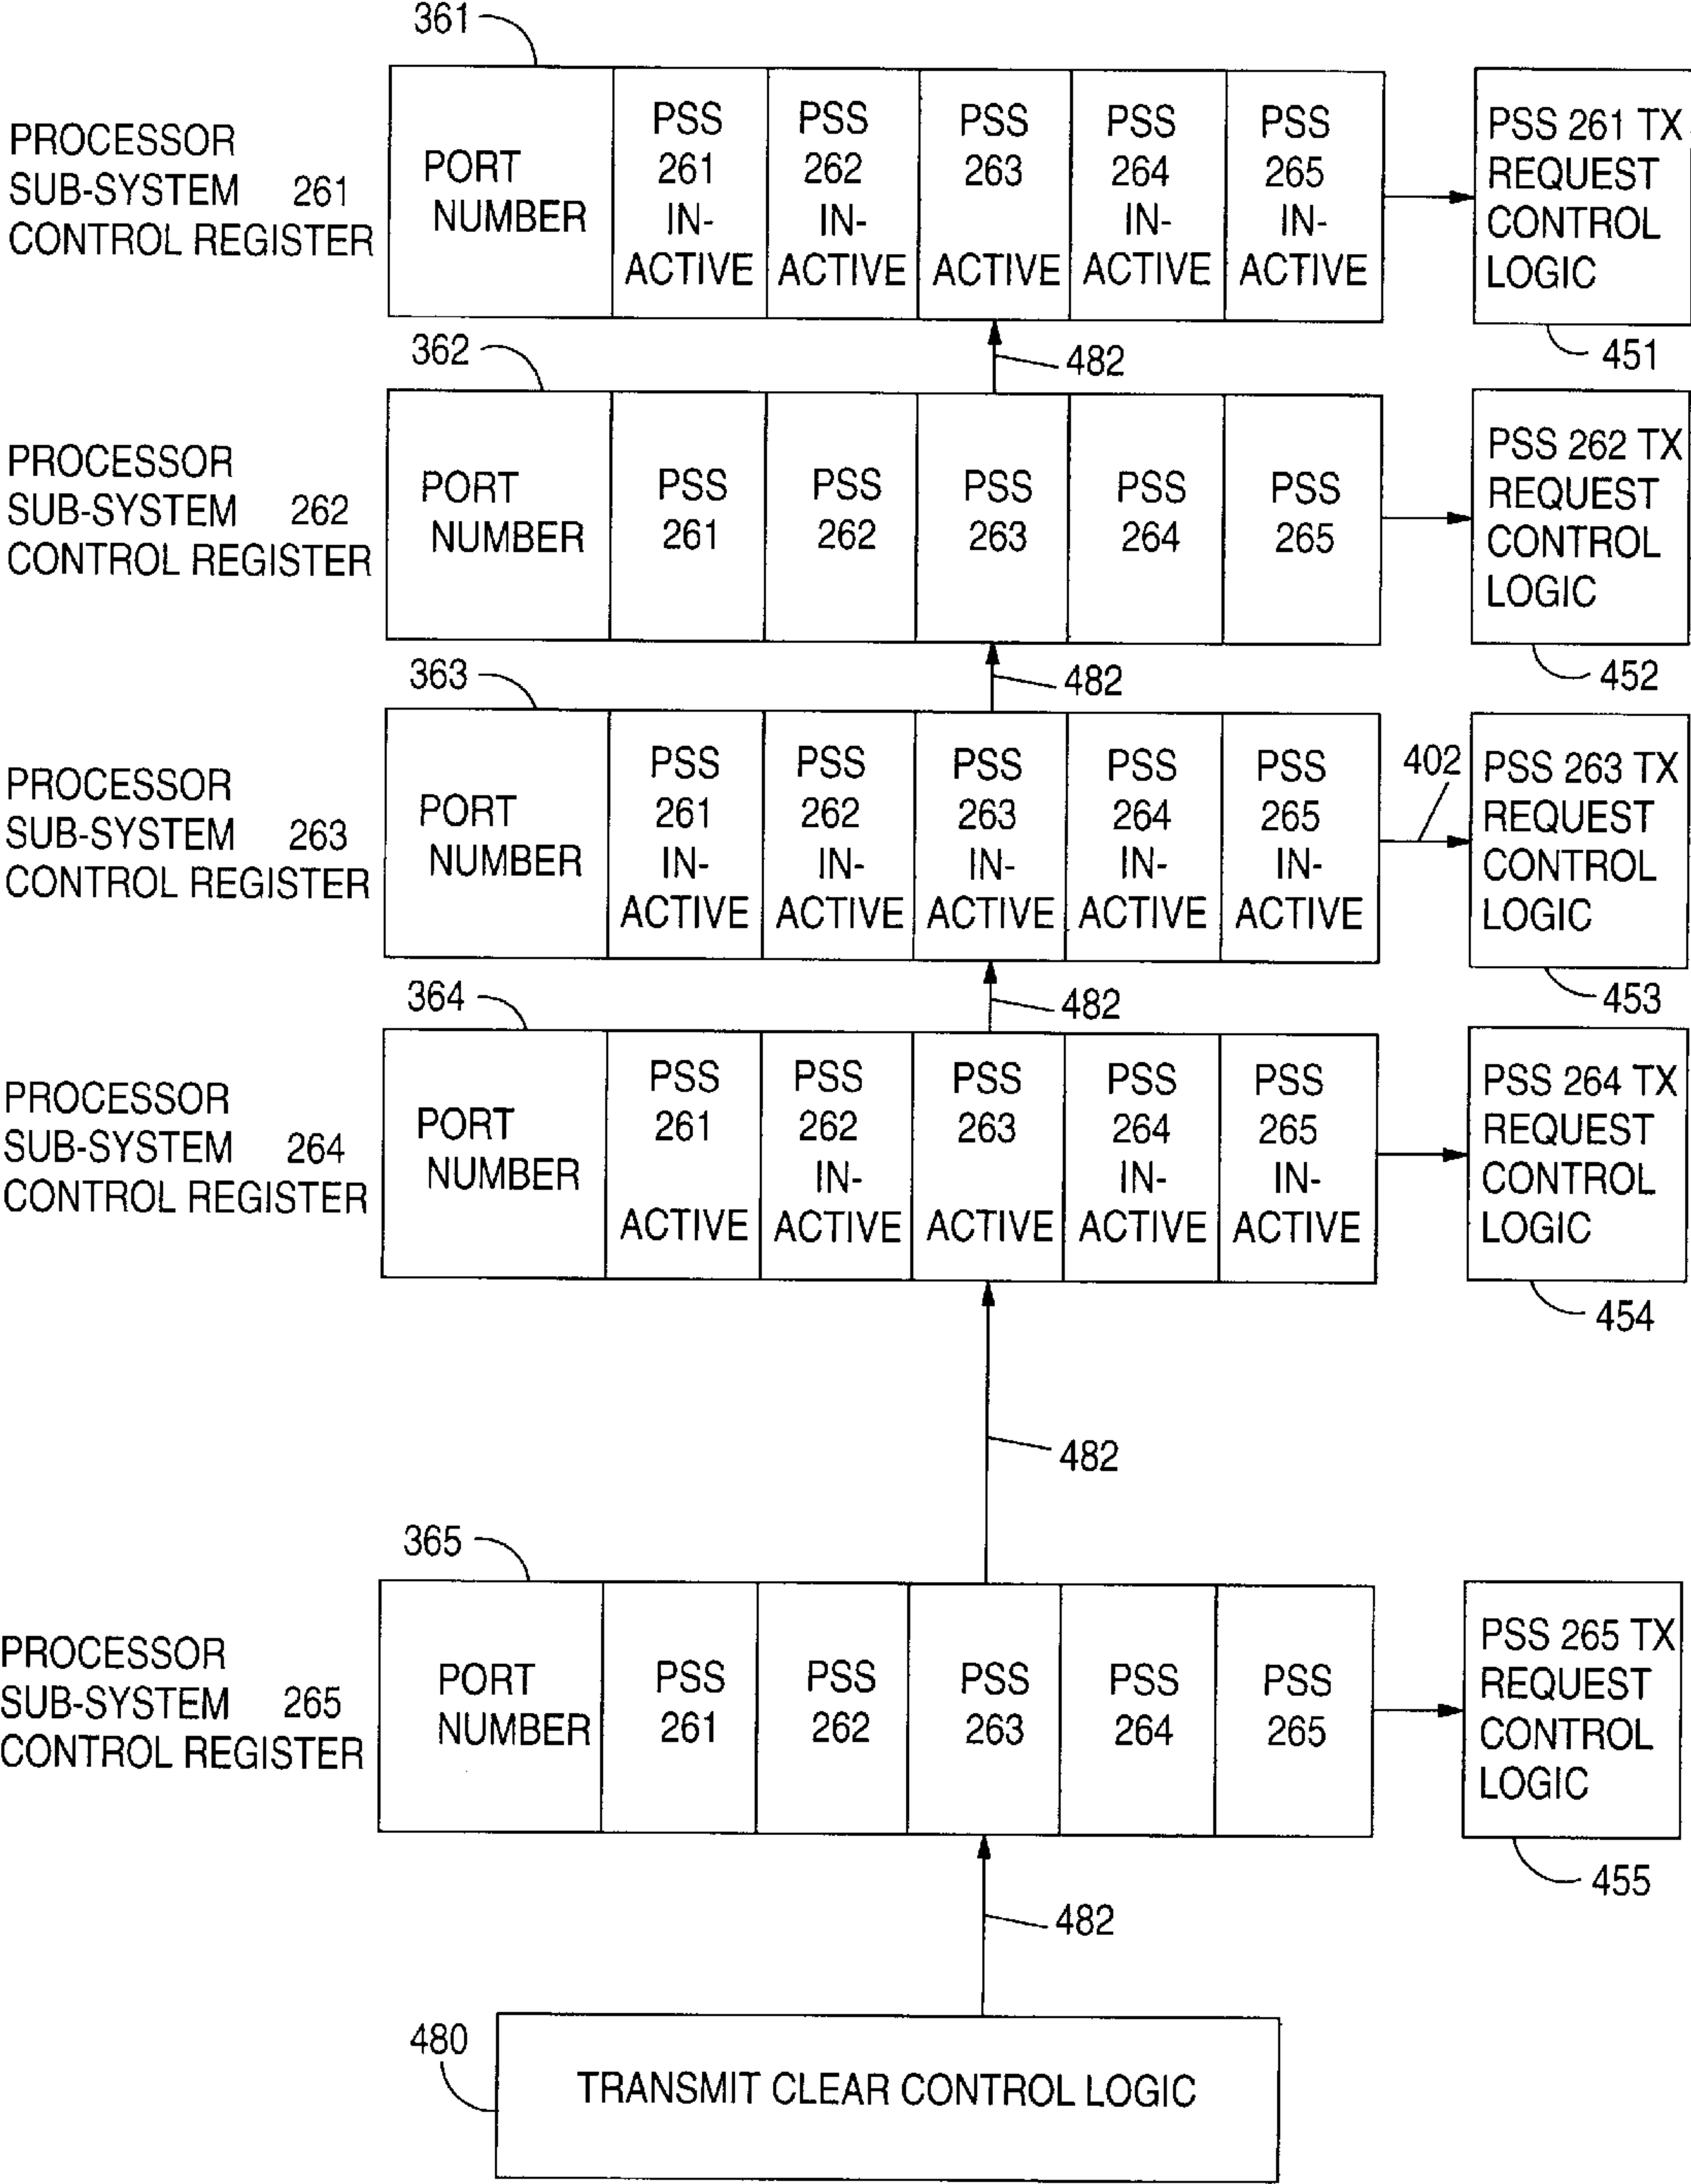 361
PROCESSOR
SUB-SYSTEM 261
CONTROL REGISTER
PORT
NUMBER
PSS
261
IN-
ACTIVE
PSS
262
IN-
ACTIVE
PSS
263
ACTIVE
PSS
264
IN-
ACTIVE
PSS
265
IN-
ACTIVE
PSS 261 TX
REQUEST
CONTROL
LOGIC
451
482
362
PROCESSOR
SUB-SYSTEM 262
CONTROL REGISTER
PORT
NUMBER
PSS
261
PSS
262
PSS
263
PSS
264
PSS
265
PSS 262 TX
REQUEST
CONTROL
LOGIC
452
482
363
PROCESSOR
SUB-SYSTEM 263
CONTROL REGISTER
PORT
NUMBER
PSS
261
IN-
ACTIVE
PSS
262
IN-
ACTIVE
PSS
263
IN-
ACTIVE
PSS
264
IN-
ACTIVE
PSS
265
IN-
ACTIVE
402
PSS 263 TX
REQUEST
CONTROL
LOGIC
453
482
364
PROCESSOR
SUB-SYSTEM 264
CONTROL REGISTER
PORT
NUMBER
PSS
261
ACTIVE
PSS
262
IN-
ACTIVE
PSS
263
ACTIVE
PSS
264
IN-
ACTIVE
PSS
265
IN-
ACTIVE
PSS 264 TX
REQUEST
CONTROL
LOGIC
454
482
365
PROCESSOR
SUB-SYSTEM 265
CONTROL REGISTER
PORT
NUMBER
PSS
261
PSS
262
PSS
263
PSS
264
PSS
265
PSS 265 TX
REQUEST
CONTROL
LOGIC
455
482
480
TRANSMIT CLEAR CONTROL LOGIC